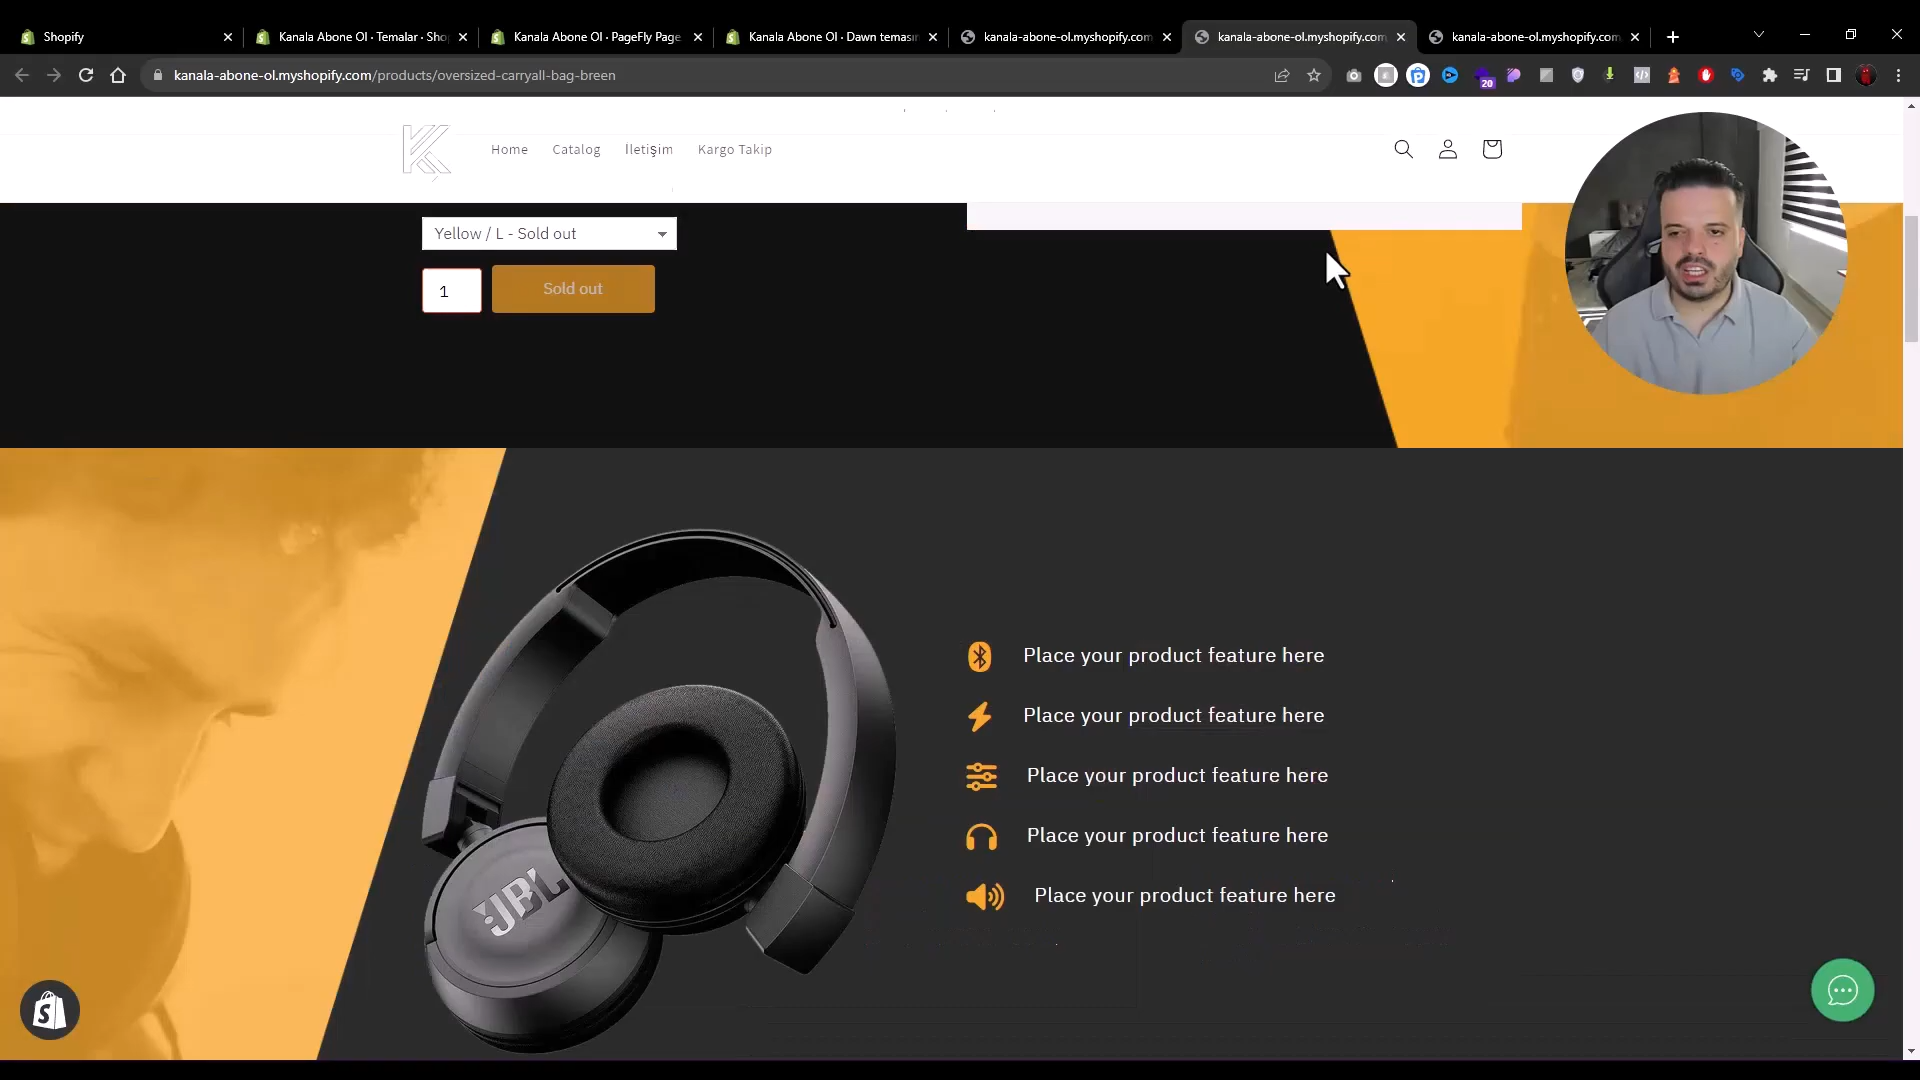 Shopify
Kanala Abone Ol · Temalar · Sho
Kanala Abone Ol · PageFly Page
Kanala Abone Ol · Dawn temasın
kanala-abone-ol.myshopify.com
kanala-abone-ol.myshopify.com
kanala-abone-ol.myshopify.com
kanala-abone-ol.myshopify.com/products/oversized-carryall-bag-breen
20
Home
Catalog
İletişim
Kargo Takip
Yellow / L - Sold out
1
Sold out
Place your product feature here
Place your product feature here
Place your product feature here
Place your product feature here
Place your product feature here
JBL